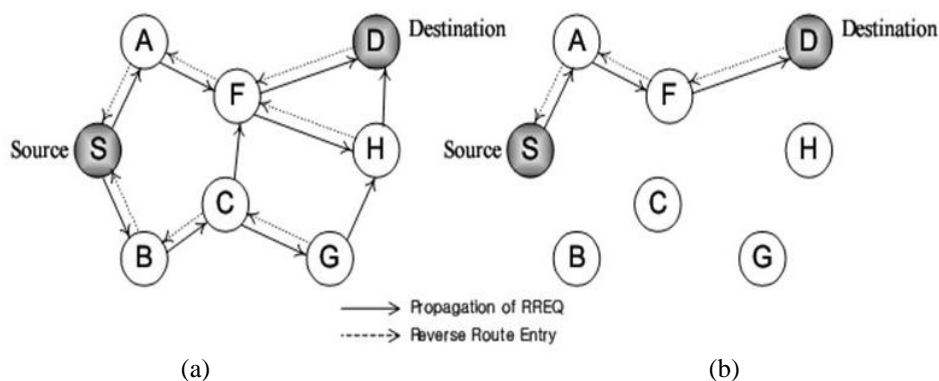 A
D
Destination
F
Source
S
H
C
B
G
A
D
Destination
F
Source
S
H
C
B
G
Propagation of RREQ
Reverse Route Entry
(a)
(b)